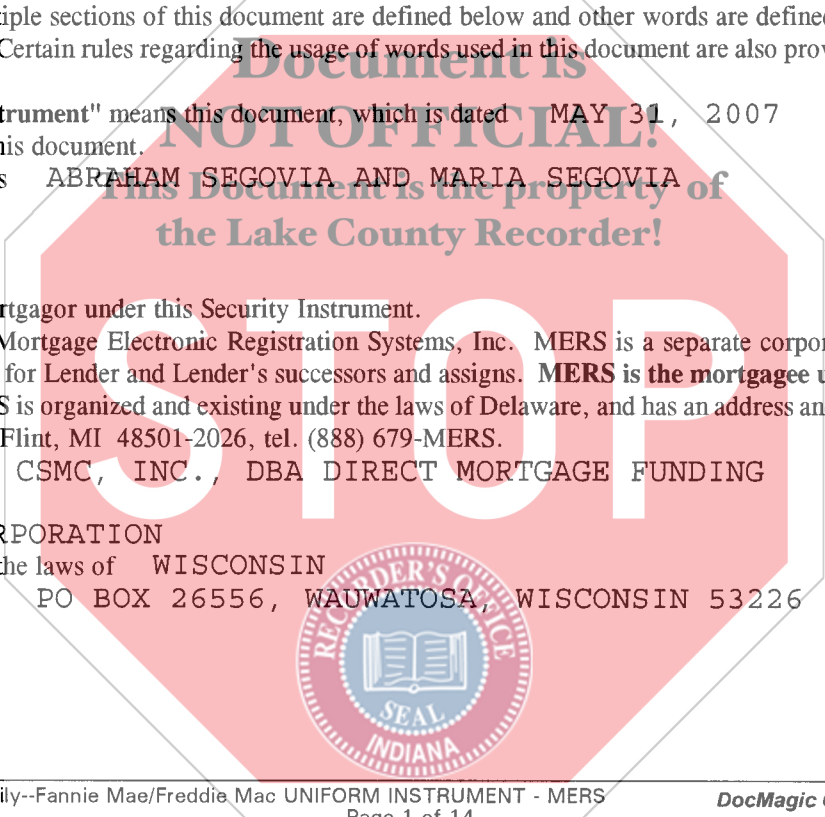 tiple sections of this document are defined below and other words are define
Certain rules regarding the usage of words used in this document are also prov
Document is
trument" means this document, which is dated MAY 31, 2007
NOT OFFICIAL!
his document.
s ABRAHAM SEGOVIA AND MARIA SEGOVIA
This Document is the property of
the Lake County Recorder!
rtgagor under this Security Instrument.
Mortgage Electronic Registration Systems, Inc. MERS is a separate corpor
for Lender and Lender's successors and assigns. MERS is the mortgagee u
S is organized and existing under the laws of Delaware, and has an address an
Flint, MI 48501-2026, tel. (888) 679-MERS.
STOP
CSMC, INC., DBA DIRECT MORTGAGE FUNDING
RPORATION
the laws of WISCONSIN
PO BOX 26556, WAUWATOSA, WISCONSIN 53226
RECORDER'S OFFICE
SEAL
INDIANA
ily--Fannie Mae/Freddie Mac UNIFORM INSTRUMENT - MERS
DocMagic
Page 1 of 14